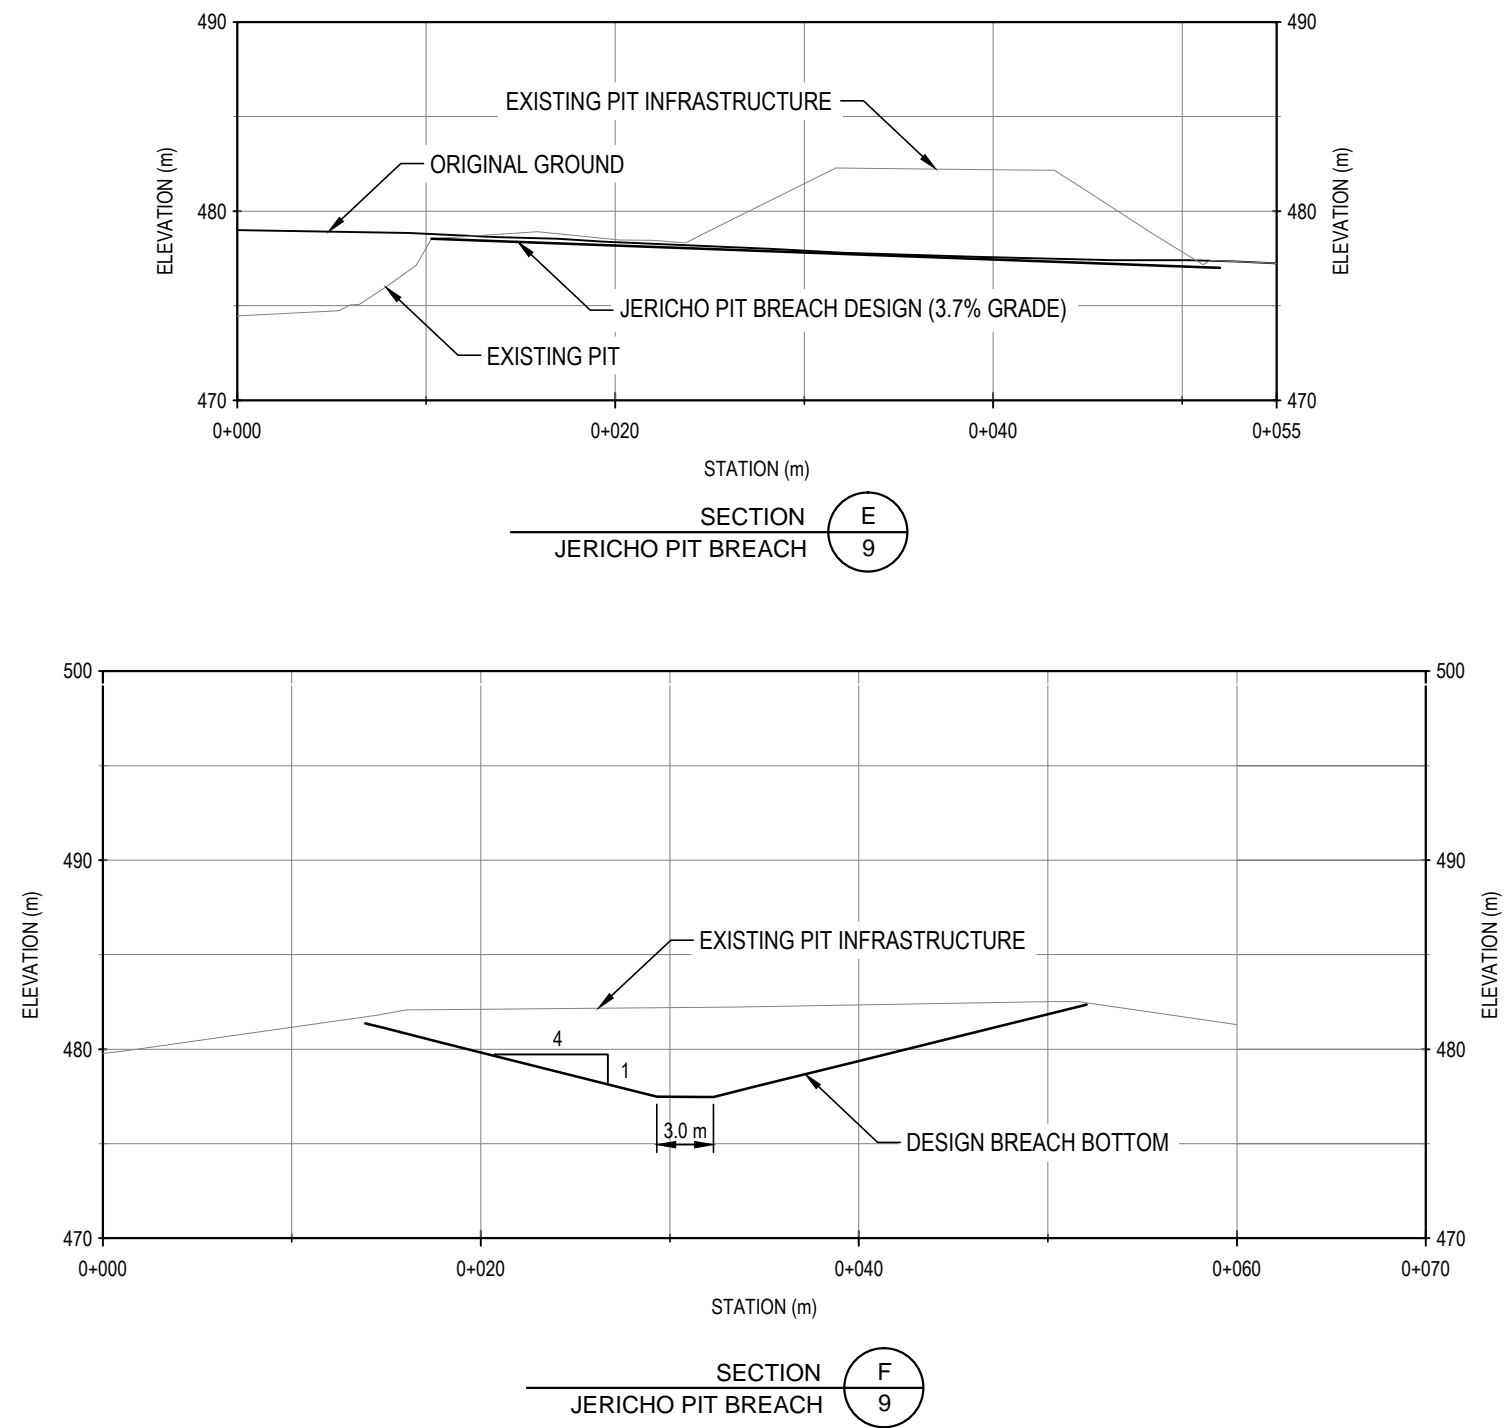 490
490
EXISTING PIT INFRASTRUCTURE
ORIGINAL GROUND
ELEVATION (m)
ELEVATION (m)
480
480
JERICHO PIT BREACH DESIGN (3.7% GRADE)
EXISTING PIT
470
470
0+000
0+020
0+040
0+055
STATION (m)
SECTION
E
JERICHO PIT BREACH
9
500
500
490
490
ELEVATION (m)
ELEVATION (m)
EXISTING PIT INFRASTRUCTURE
480
480
4
1
3.0 m
DESIGN BREACH BOTTOM
470
470
0+000
0+020
0+040
0+060
0+070
STATION (m)
SECTION
F
JERICHO PIT BREACH
9